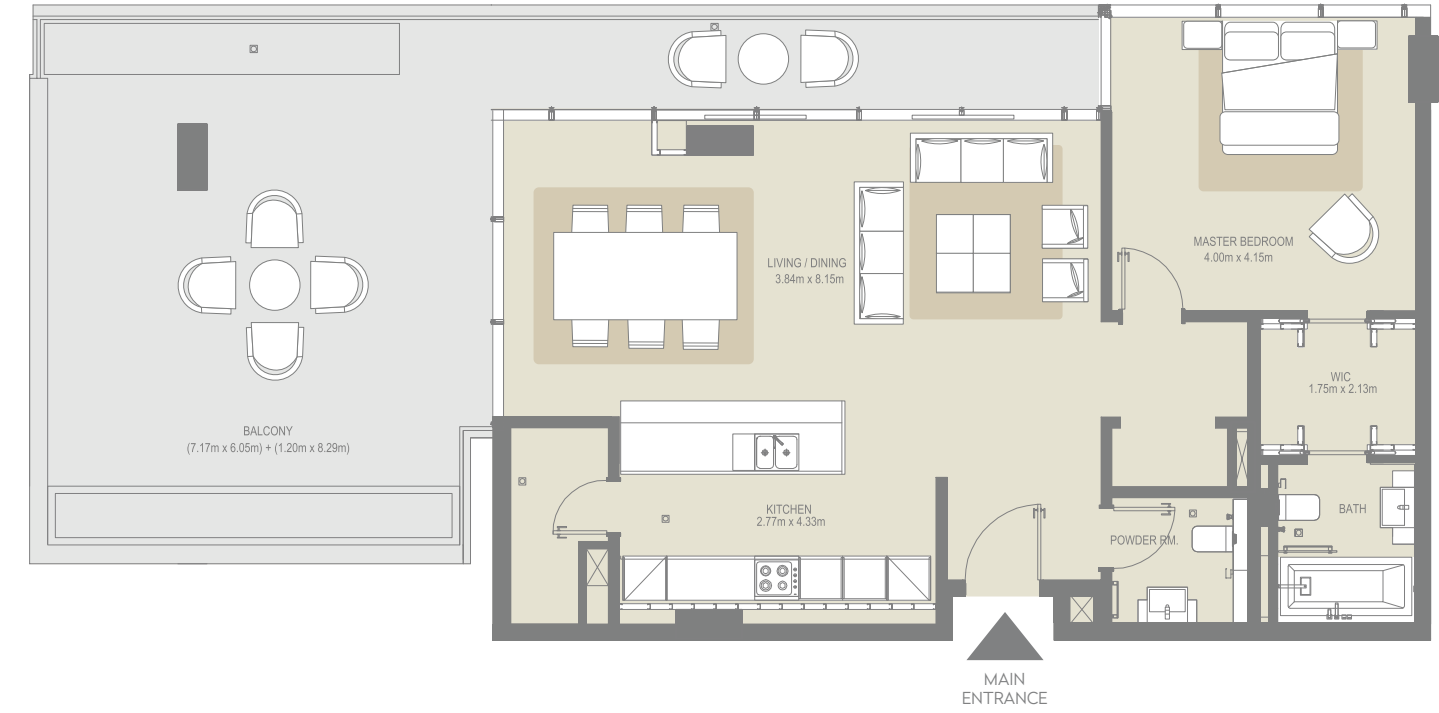 MASTER BEDROOM
4.00m x 4.15m
LIVING / DINING
3.84m x 8.15m
WIC
1.75m x 2.13m
BALCONY
(7.17m x 6.05m) + (1.20m x 8.29m)
KITCHEN
2.77m x 4.33m
BATH
POWDER RM.
MAIN
ENTRANCE